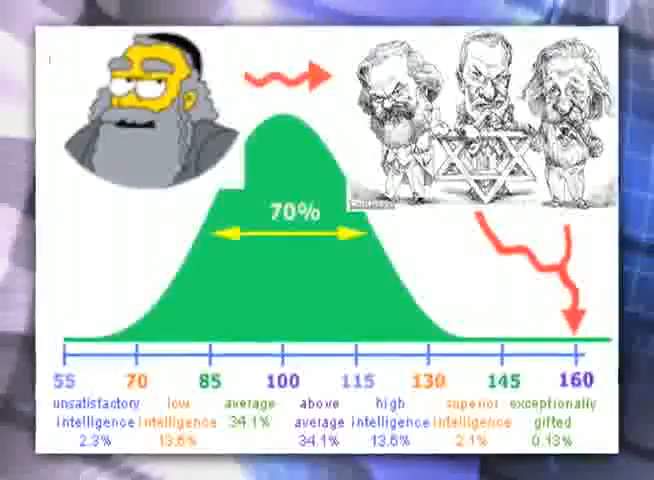 70%
55 70 85 100 115 130 145 160
unsatisfactory low average above high superior exceptionally
intelligence intelligence 34.1% average intelligence intelligence gifted
2.3% 13.6% 34.1% 13.6% 2.1% 0.13%